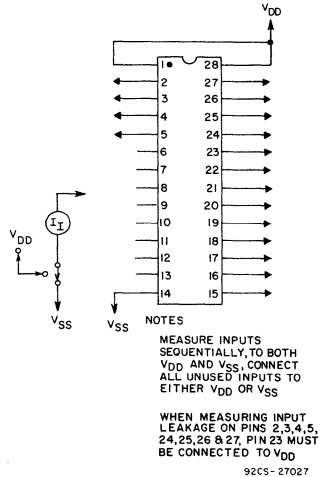 VDD
1 28
2 27
3 26
4 25
5 24
6 23
7 22
8 21
9 20
10 19
11 18
12 17
13 16
14 15
II
VDD
VSS
VSS
NOTES
MEASURE INPUTS
SEQUENTIALLY, TO BOTH
VDD AND VSS, CONNECT
ALL UNUSED INPUTS TO
EITHER VDD OR VSS
WHEN MEASURING INPUT
LEAKAGE ON PINS 2,3,4,5,
24,25,26 & 27, PIN 23 MUST
BE CONNECTED TO VDD
92CS-27027